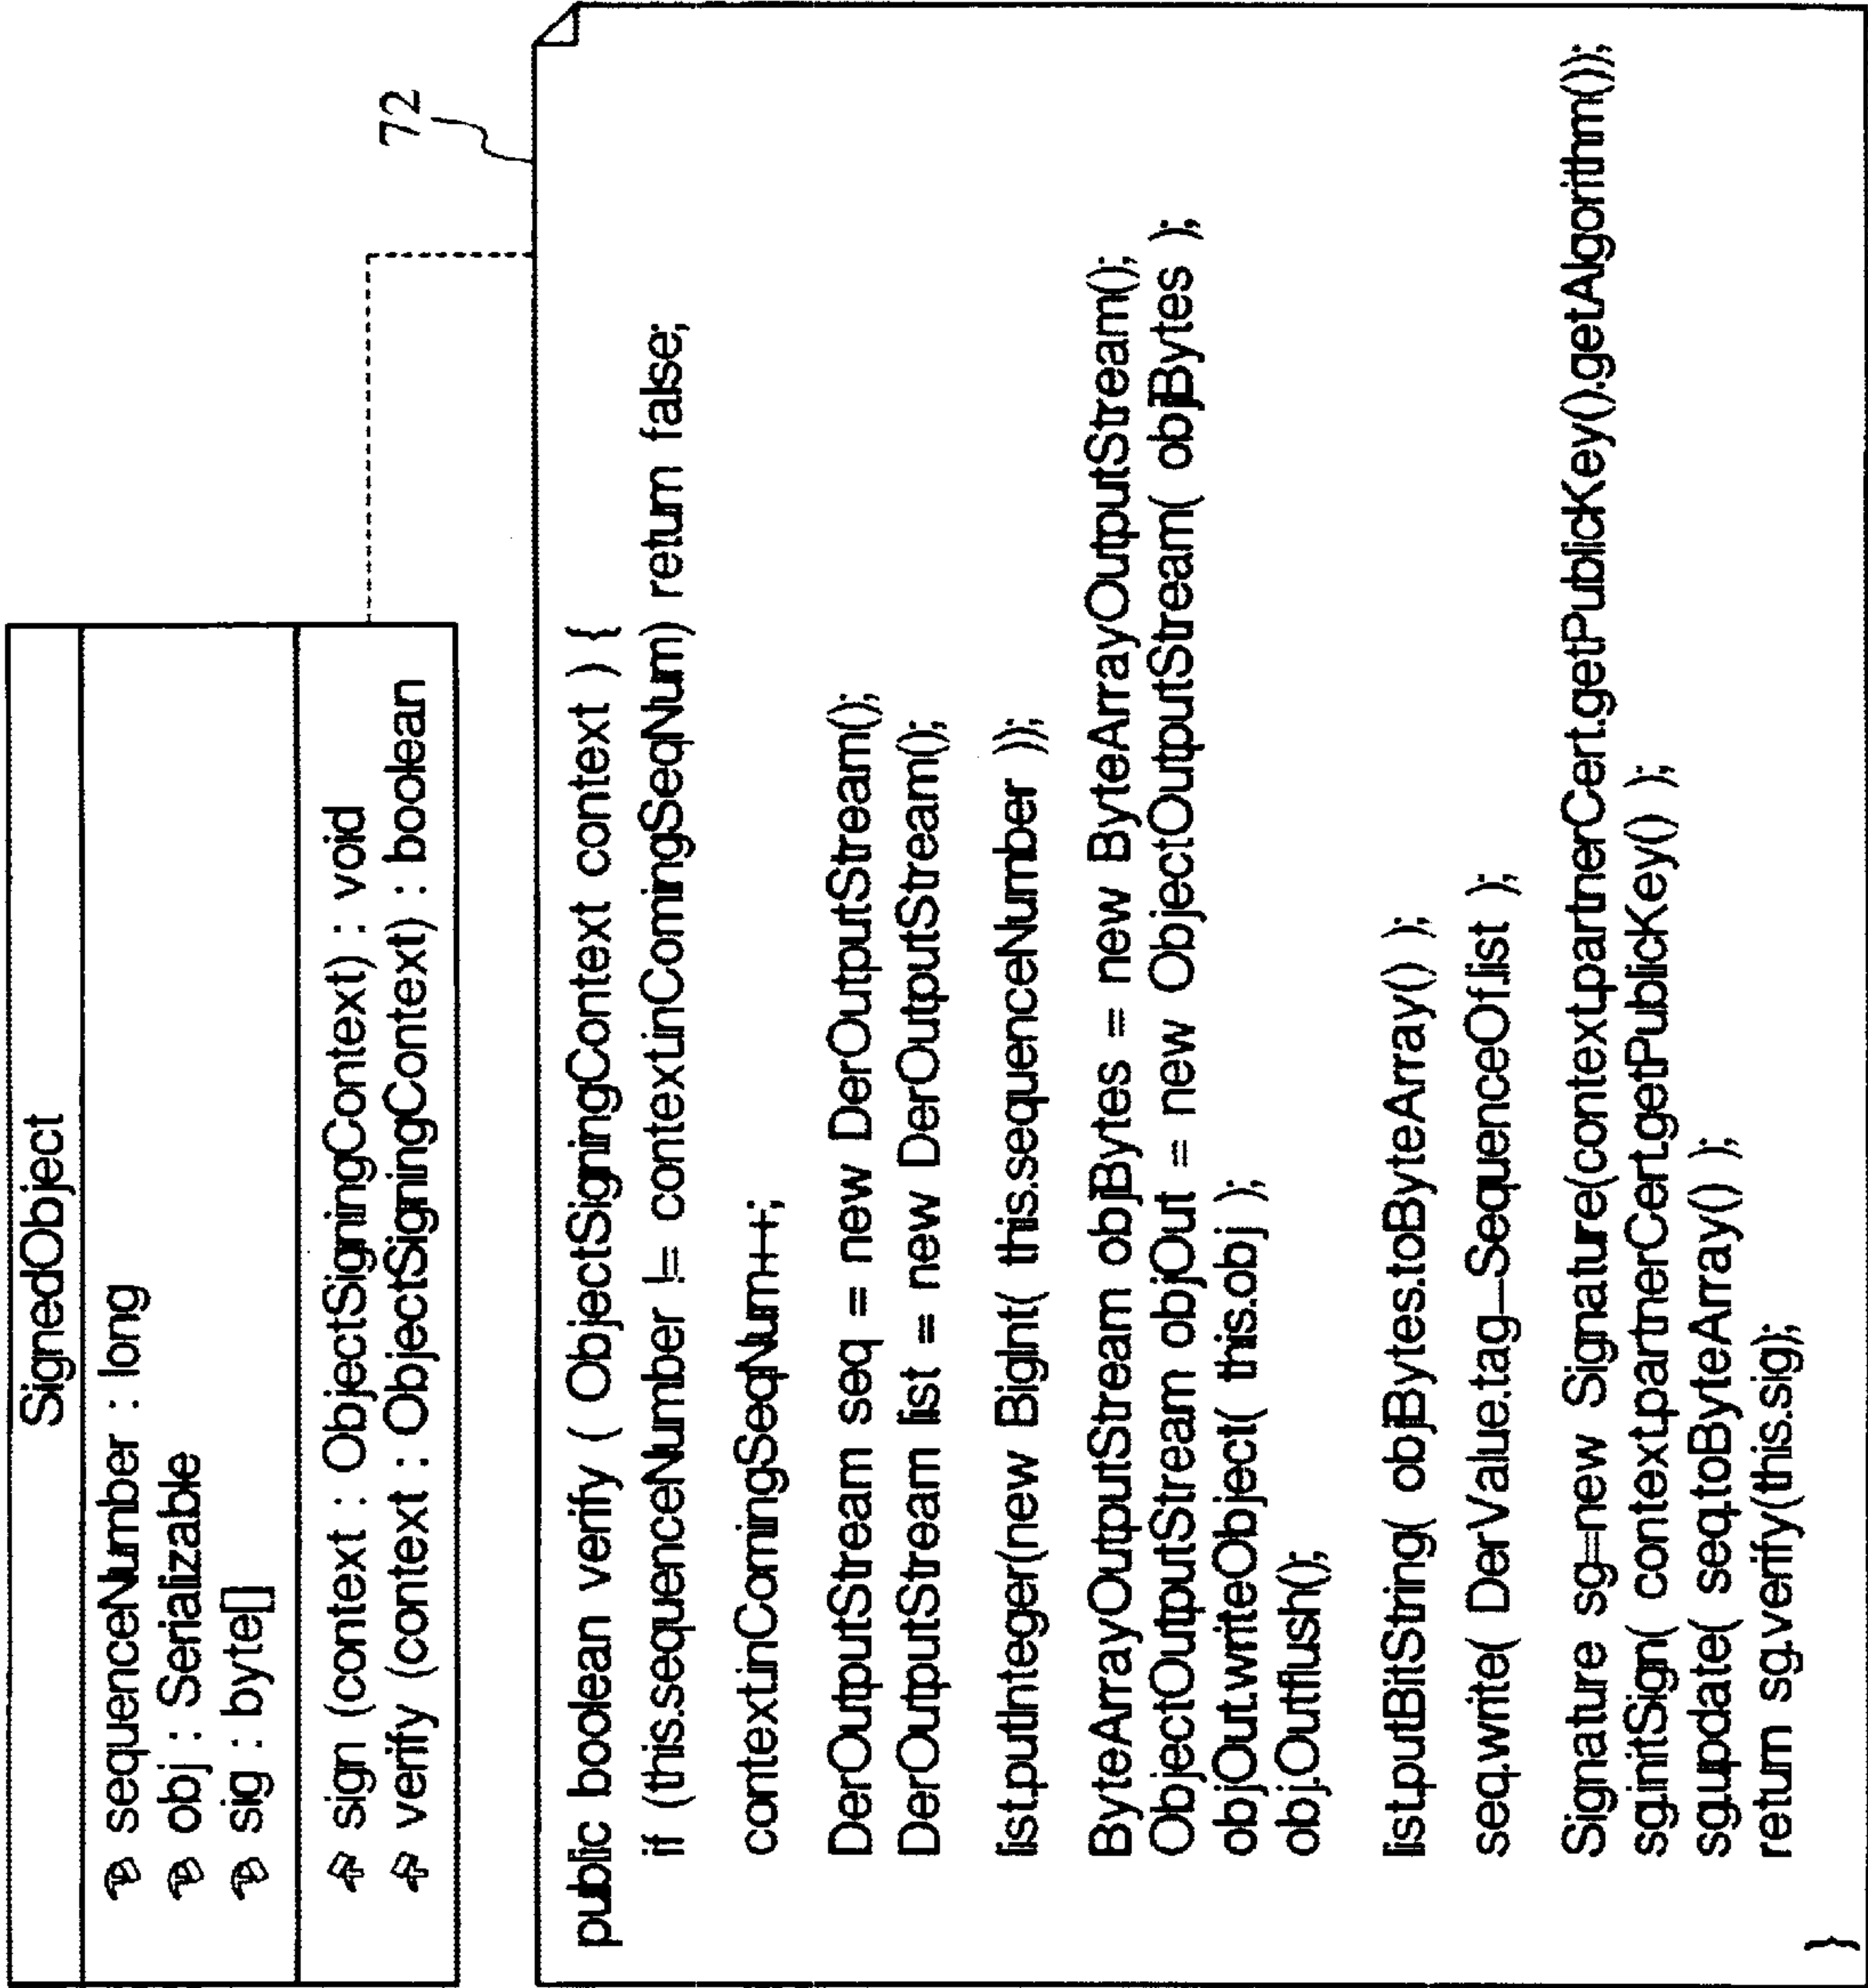 SignedObject
sequenceNumber : long
obj : Serializable
sig : byte[]
sign (context : ObjectSigningContext) : void
verify (context : ObjectSigningContext) : boolean
72
public boolean verify ( ObjectSigningContext context ) {
if (this.sequenceNumber != context.inComingSeqNum) return false;
context.inComingSeqNum++;
DerOutputStream seq = new DerOutputStream();
DerOutputStream list = new DerOutputStream();
list.putInteger(new BigInt( this.sequenceNumber ));
ByteArrayOutputStream objBytes = new ByteArrayOutputStream();
ObjectOutputStream objOut = new ObjectOutputStream( objBytes );
objOut.writeObject( this.obj );
obj.Outflush();
list.putBitString( objBytes.toByteArray() );
seq.write( DerValue.tag_SequenceOf.list );
Signature sg=new Signature(context.partnerCert.getPublicKey().getAlgorithm());
sg.initSign( context.partnerCert.getPublicKey() );
sg.update( seq.toByteArray() );
return sg.verify(this.sig);
}